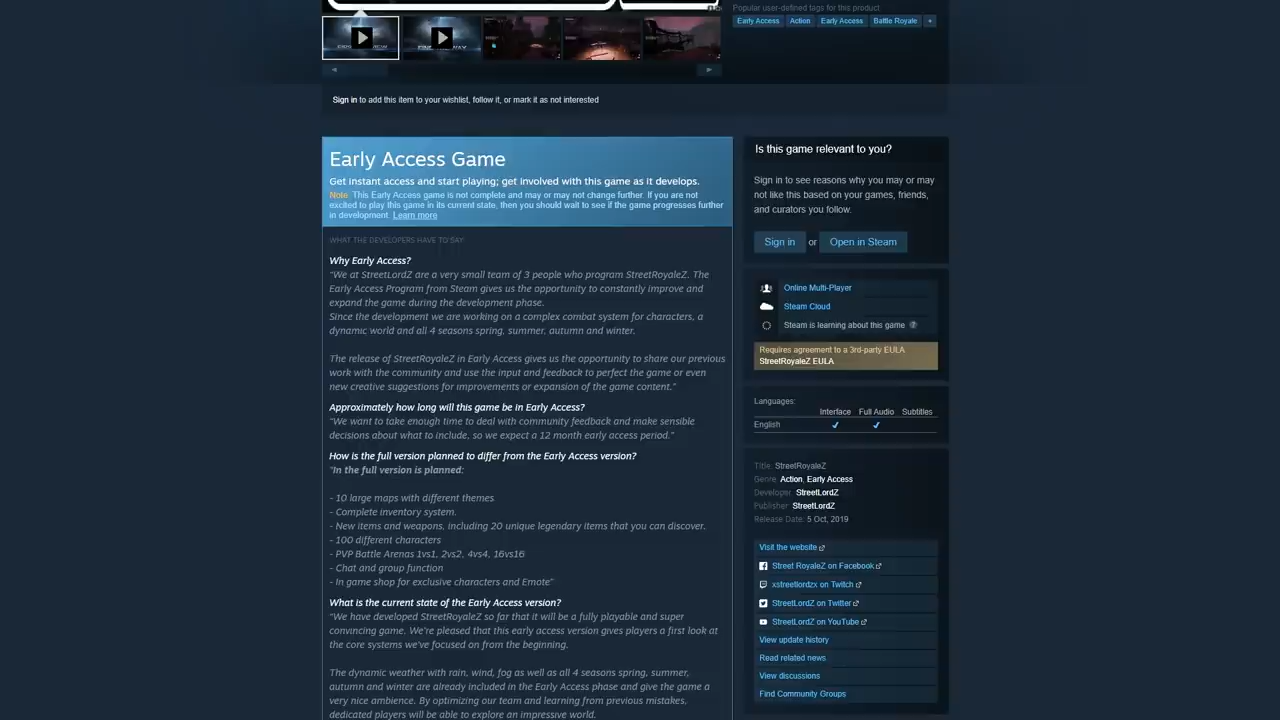 Popular user-defined tags for this product
Early Access Action Early Access Battle Royale +
Sign in to add this item to your wishlist, follow it, or mark it as not interested
Early Access Game
Get instant access and start playing; get involved with this game as it develops.
Note: This Early Access game is not complete and may or may not change further. If you are not
excited to play this game in its current state, then you should wait to see if the game progresses further
in development. Learn more
WHAT THE DEVELOPERS HAVE TO SAY:
Why Early Access?
“We at StreetLordZ are a very small team of 3 people who program StreetRoyaleZ. The
Early Access Program from Steam gives us the opportunity to constantly improve and
expand the game during the development phase.
Since the development we are working on a complex combat system for characters, a
dynamic world and all 4 seasons spring, summer, autumn and winter.
The release of StreetRoyaleZ in Early Access gives us the opportunity to share our previous
work with the community and use the input and feedback to perfect the game or even
new creative suggestions for improvements or expansion of the game content.”
Approximately how long will this game be in Early Access?
“We want to take enough time to deal with community feedback and make sensible
decisions about what to include, so we expect a 12 month early access period.”
How is the full version planned to differ from the Early Access version?
“In the full version is planned:
- 10 large maps with different themes
- Complete inventory system.
- New items and weapons, including 20 unique legendary items that you can discover.
- 100 different characters
- PVP Battle Arenas 1vs1, 2vs2, 4vs4, 16vs16
- Chat and group function
- In game shop for exclusive characters and Emote”
What is the current state of the Early Access version?
“We have developed StreetRoyaleZ so far that it will be a fully playable and super
convincing game. We're pleased that this early access version gives players a first look at
the core systems we've focused on from the beginning.
The dynamic weather with rain, wind, fog as well as all 4 seasons spring, summer,
autumn and winter are already included in the Early Access phase and give the game a
very nice ambience. By optimizing our team and learning from previous mistakes,
dedicated players will be able to explore an impressive world.
Is this game relevant to you?
Sign in to see reasons why you may or may
not like this based on your games, friends,
and curators you follow.
Sign in or Open in Steam
Online Multi-Player
Steam Cloud
Steam is learning about this game ?
Requires agreement to a 3rd-party EULA
StreetRoyaleZ EULA
Languages:
Interface Full Audio Subtitles
English ✔ ✔
Title: StreetRoyaleZ
Genre: Action, Early Access
Developer: StreetLordZ
Publisher: StreetLordZ
Release Date: 5 Oct, 2019
Visit the website
Street RoyaleZ on Facebook
xstreetlordzx on Twitch
StreetLordZ on Twitter
StreetLordZ on YouTube
View update history
Read related news
View discussions
Find Community Groups